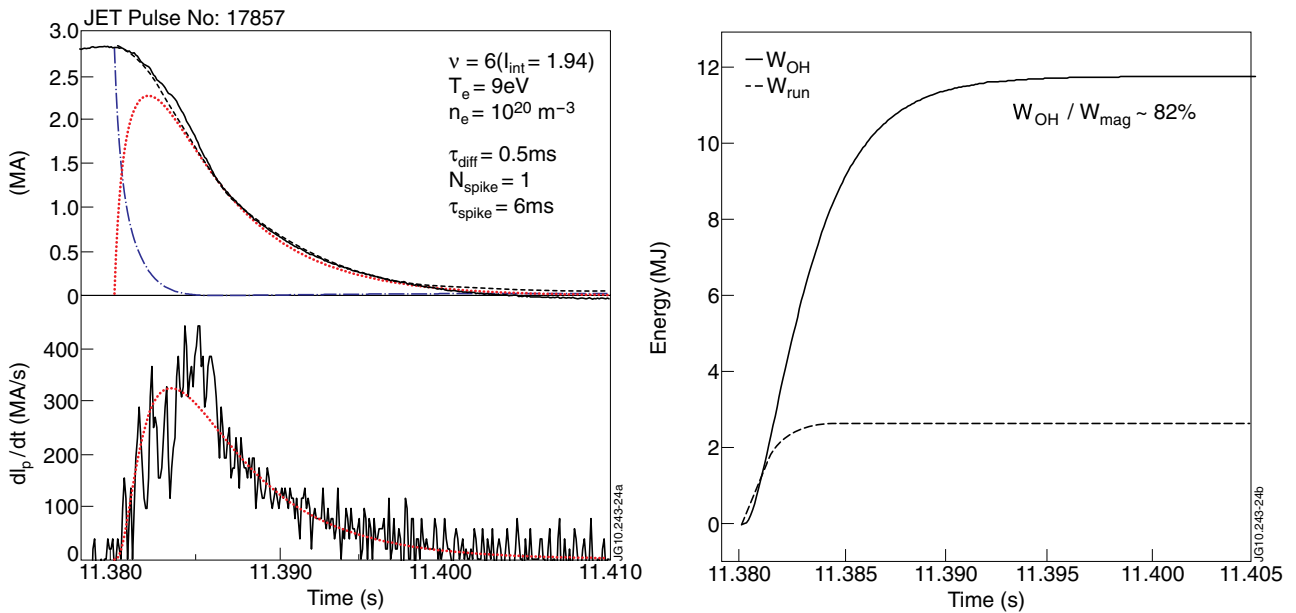 JET Pulse No: 17857
3.0
2.5
2.0
1.5
1.0
0.5
0
(MA)
ν = 6(I_int = 1.94)
T_e = 9eV
n_e = 10^20 m^−3
τ_diff = 0.5ms
N_spike = 1
τ_spike = 6ms
400
300
200
100
0
dI_p/dt (MA/s)
11.380
11.390
11.400
11.410
Time (s)
JG10.243-24a
12
10
8
6
4
2
0
Energy (MJ)
W_OH
W_run
W_OH / W_mag ~ 82%
11.380
11.385
11.390
11.395
11.400
11.405
Time (s)
JG10.243-24b